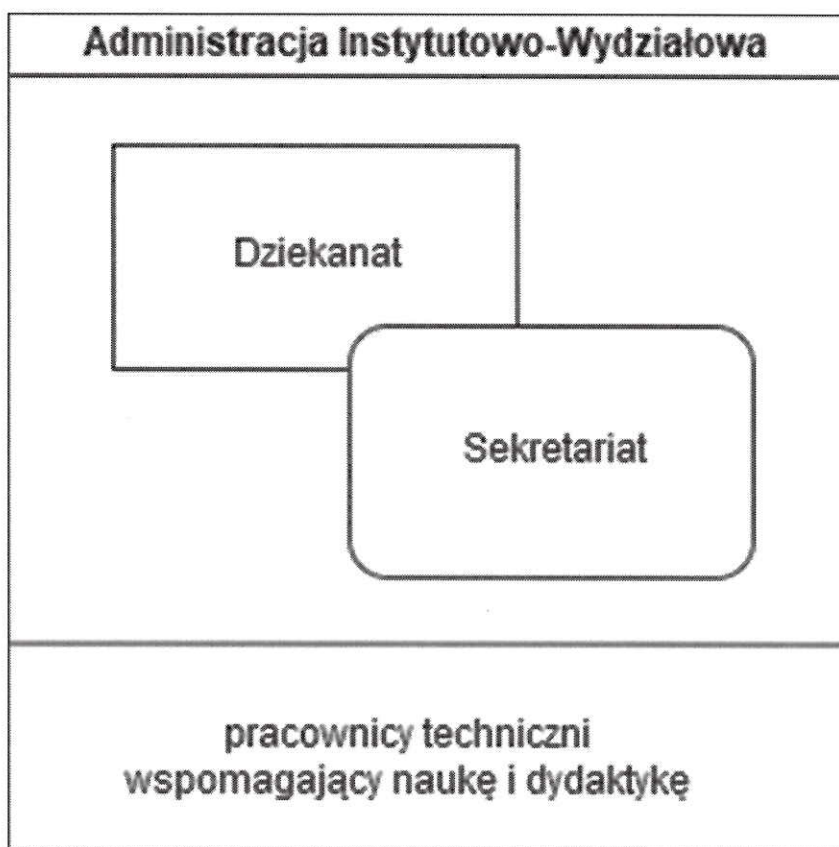 Administracja Instytutowo-Wydziałowa
Dziekanat
Sekretariat
pracownicy techniczni
wspomagający naukę i dydaktykę